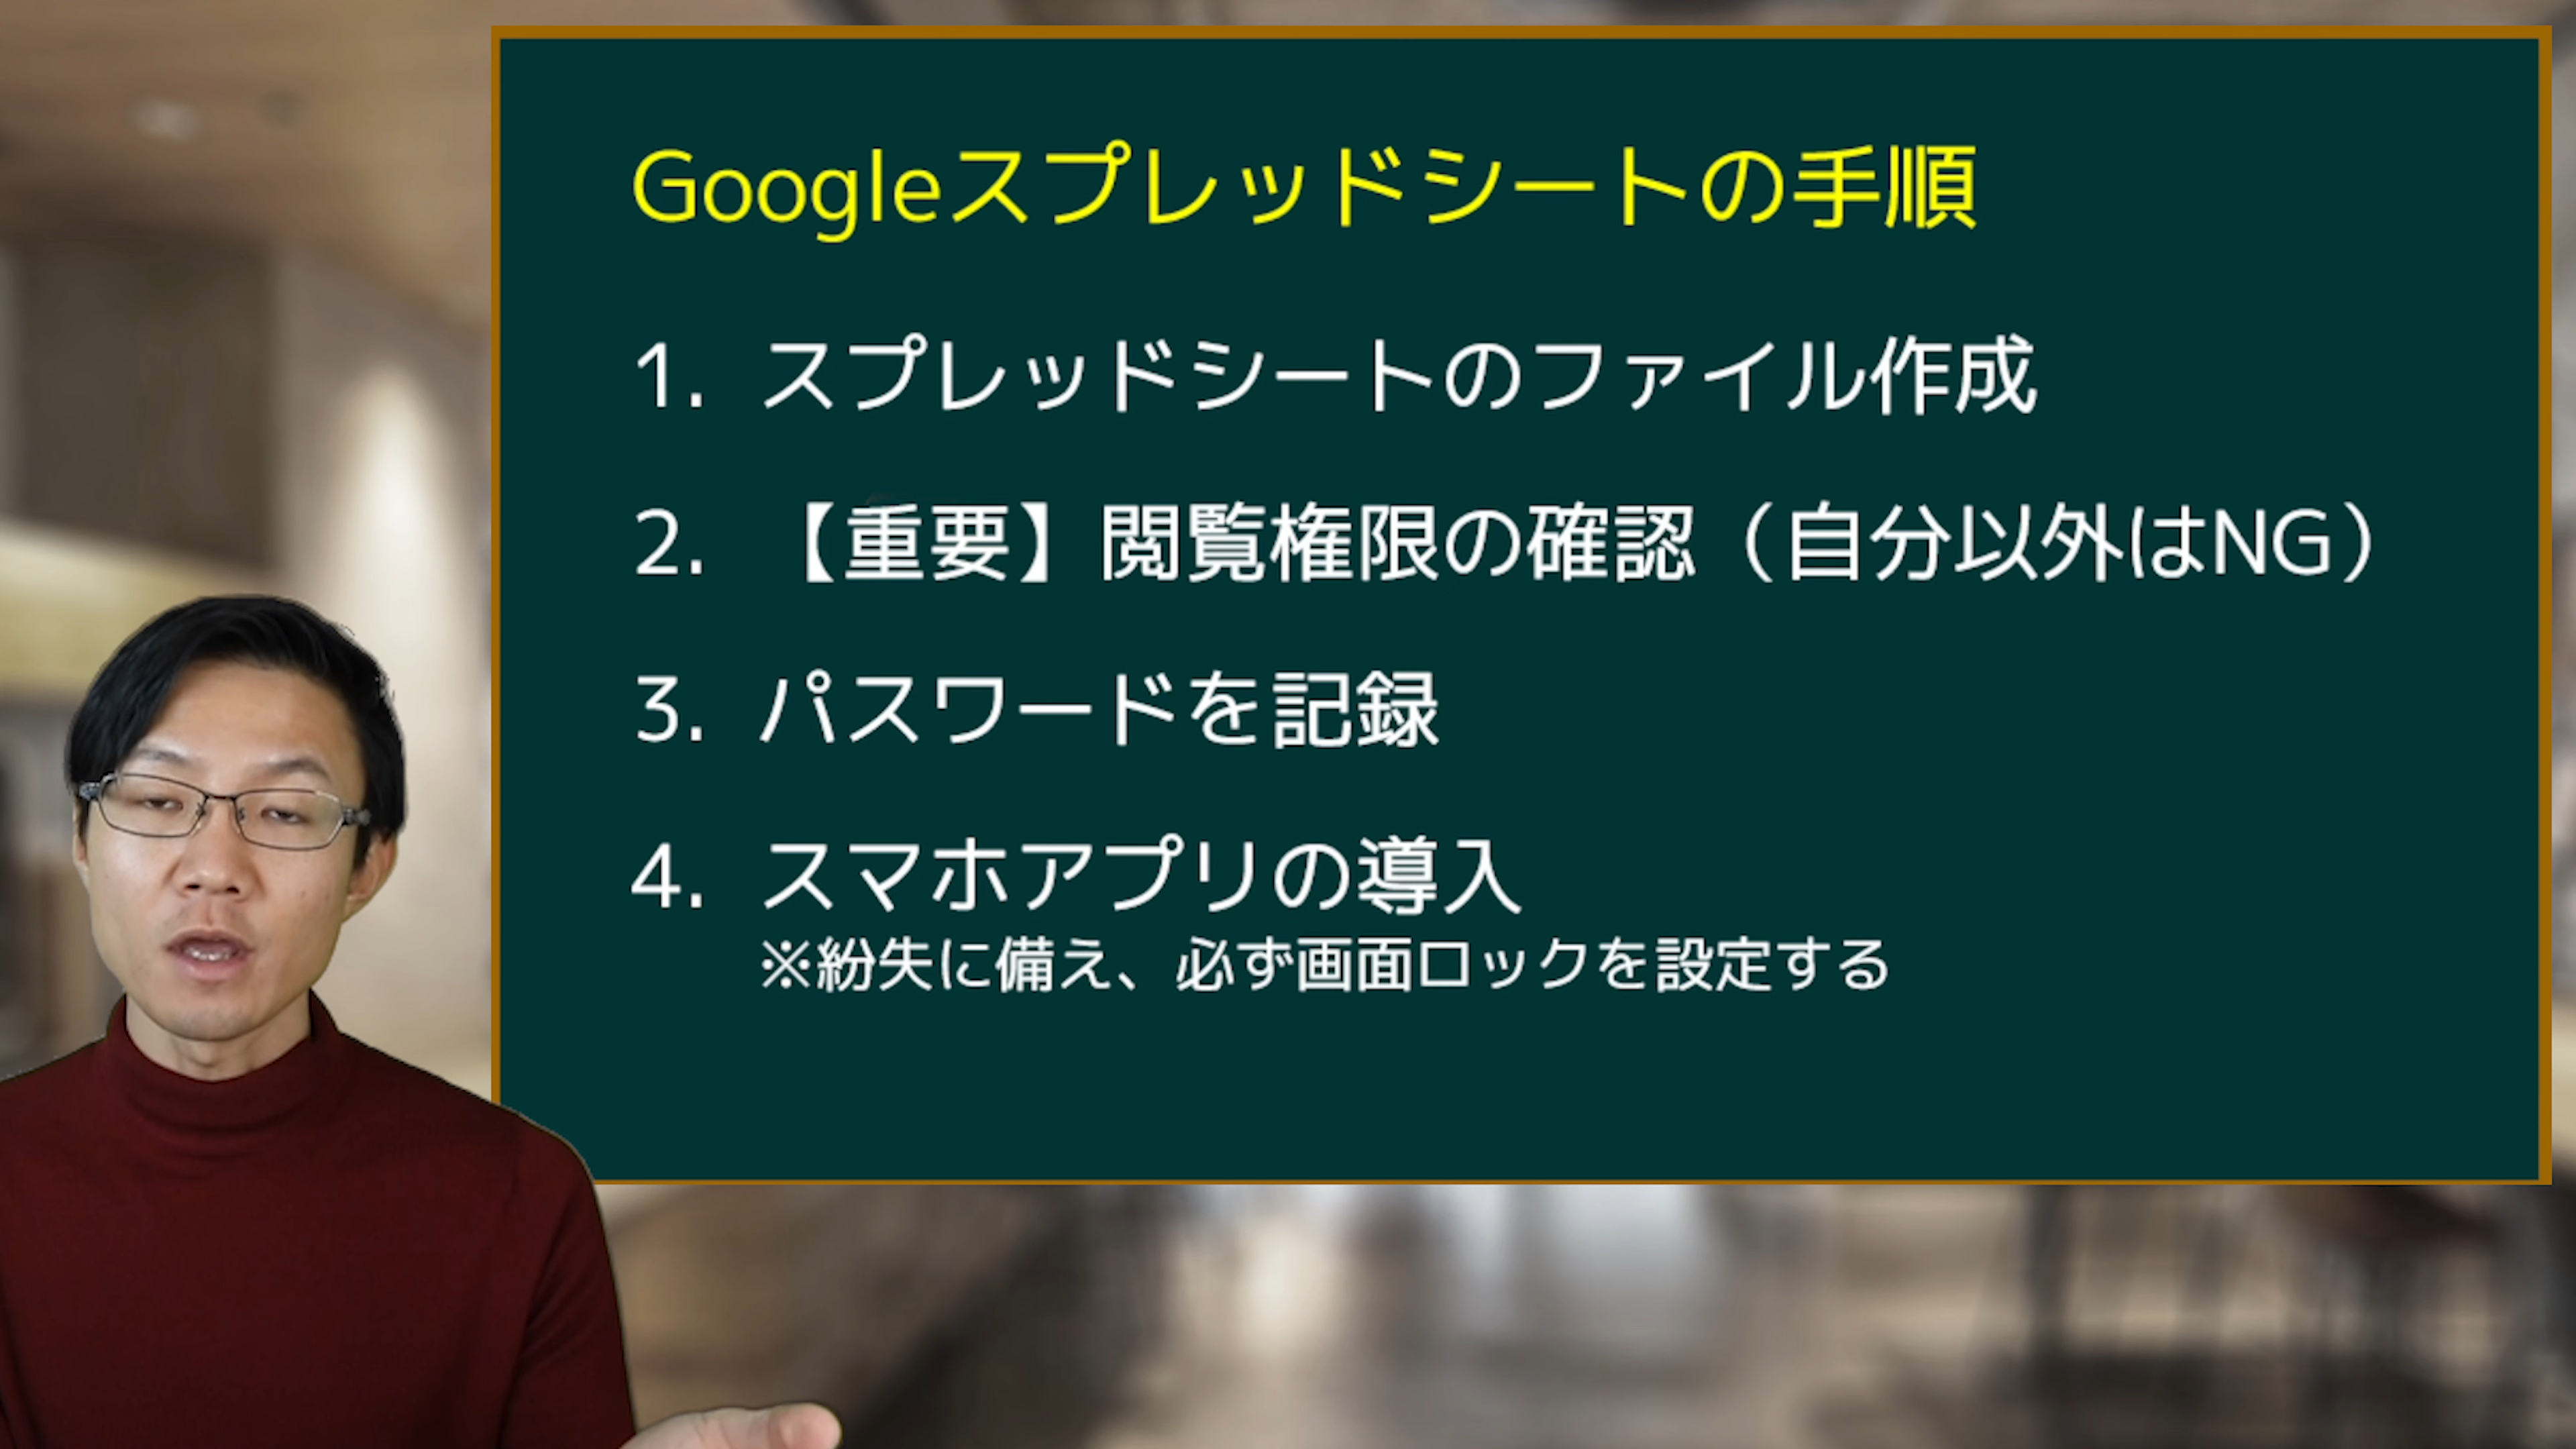 Googleスプレッドシートの手順
1. スプレッドシートのファイル作成
2. 【重要】閲覧権限の確認（自分以外はNG）
3. パスワードを記録
4. スマホアプリの導入
※紛失に備え、必ず画面ロックを設定する